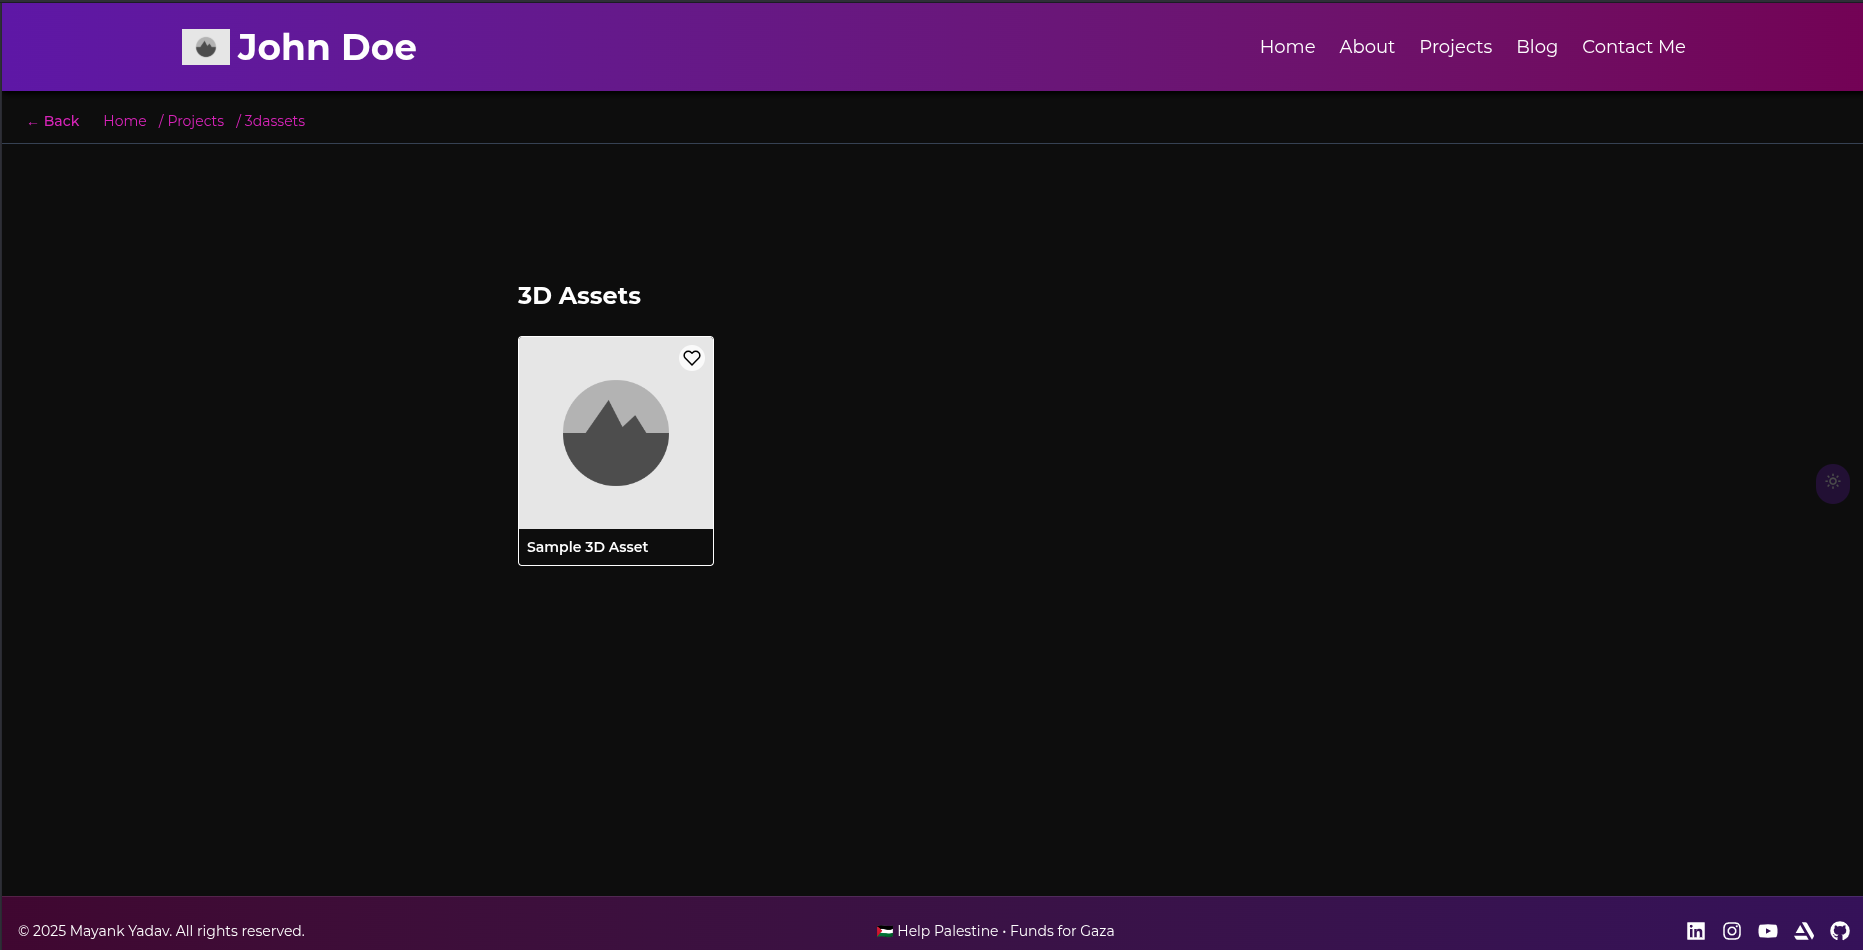 John Doe
Home About Projects Blog Contact Me
← Back Home / Projects / 3dassets
3D Assets
Sample 3D Asset
© 2025 Mayank Yadav. All rights reserved.
🇵🇸 Help Palestine • Funds for Gaza
in